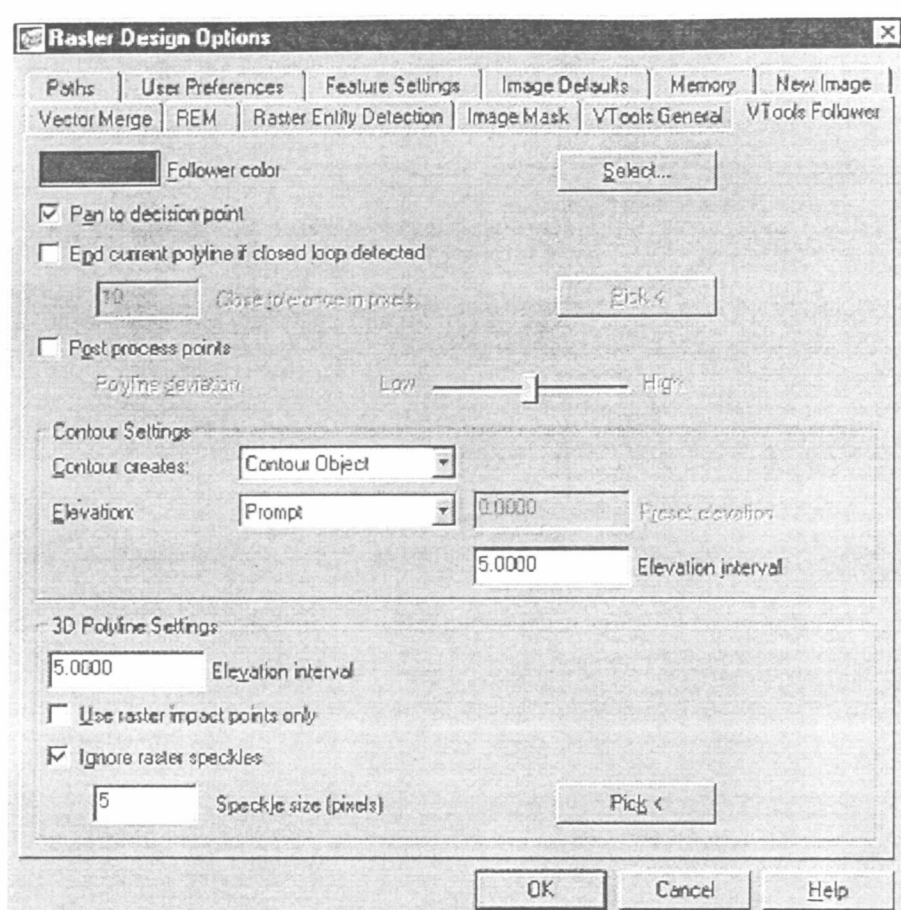 Raster Design Options
Paths User Preferences Feature Settings Image Defaults Memory New Image
Vector Merge REM Raster Entity Detection Image Mask VTools General VTools Follower
Follower color Select...
Pan to decision point
End current polyline if closed loop detected
10 Close tolerance in pixels Pick <
Post process points
Polyline deviation Low High
Contour Settings
Contour creates: Contour Object
Elevation: Prompt 0.0000 Preset elevation
5.0000 Elevation interval
3D Polyline Settings
5.0000 Elevation interval
Use raster impact points only
Ignore raster speckles
5 Speckle size (pixels) Pick <
OK Cancel Help